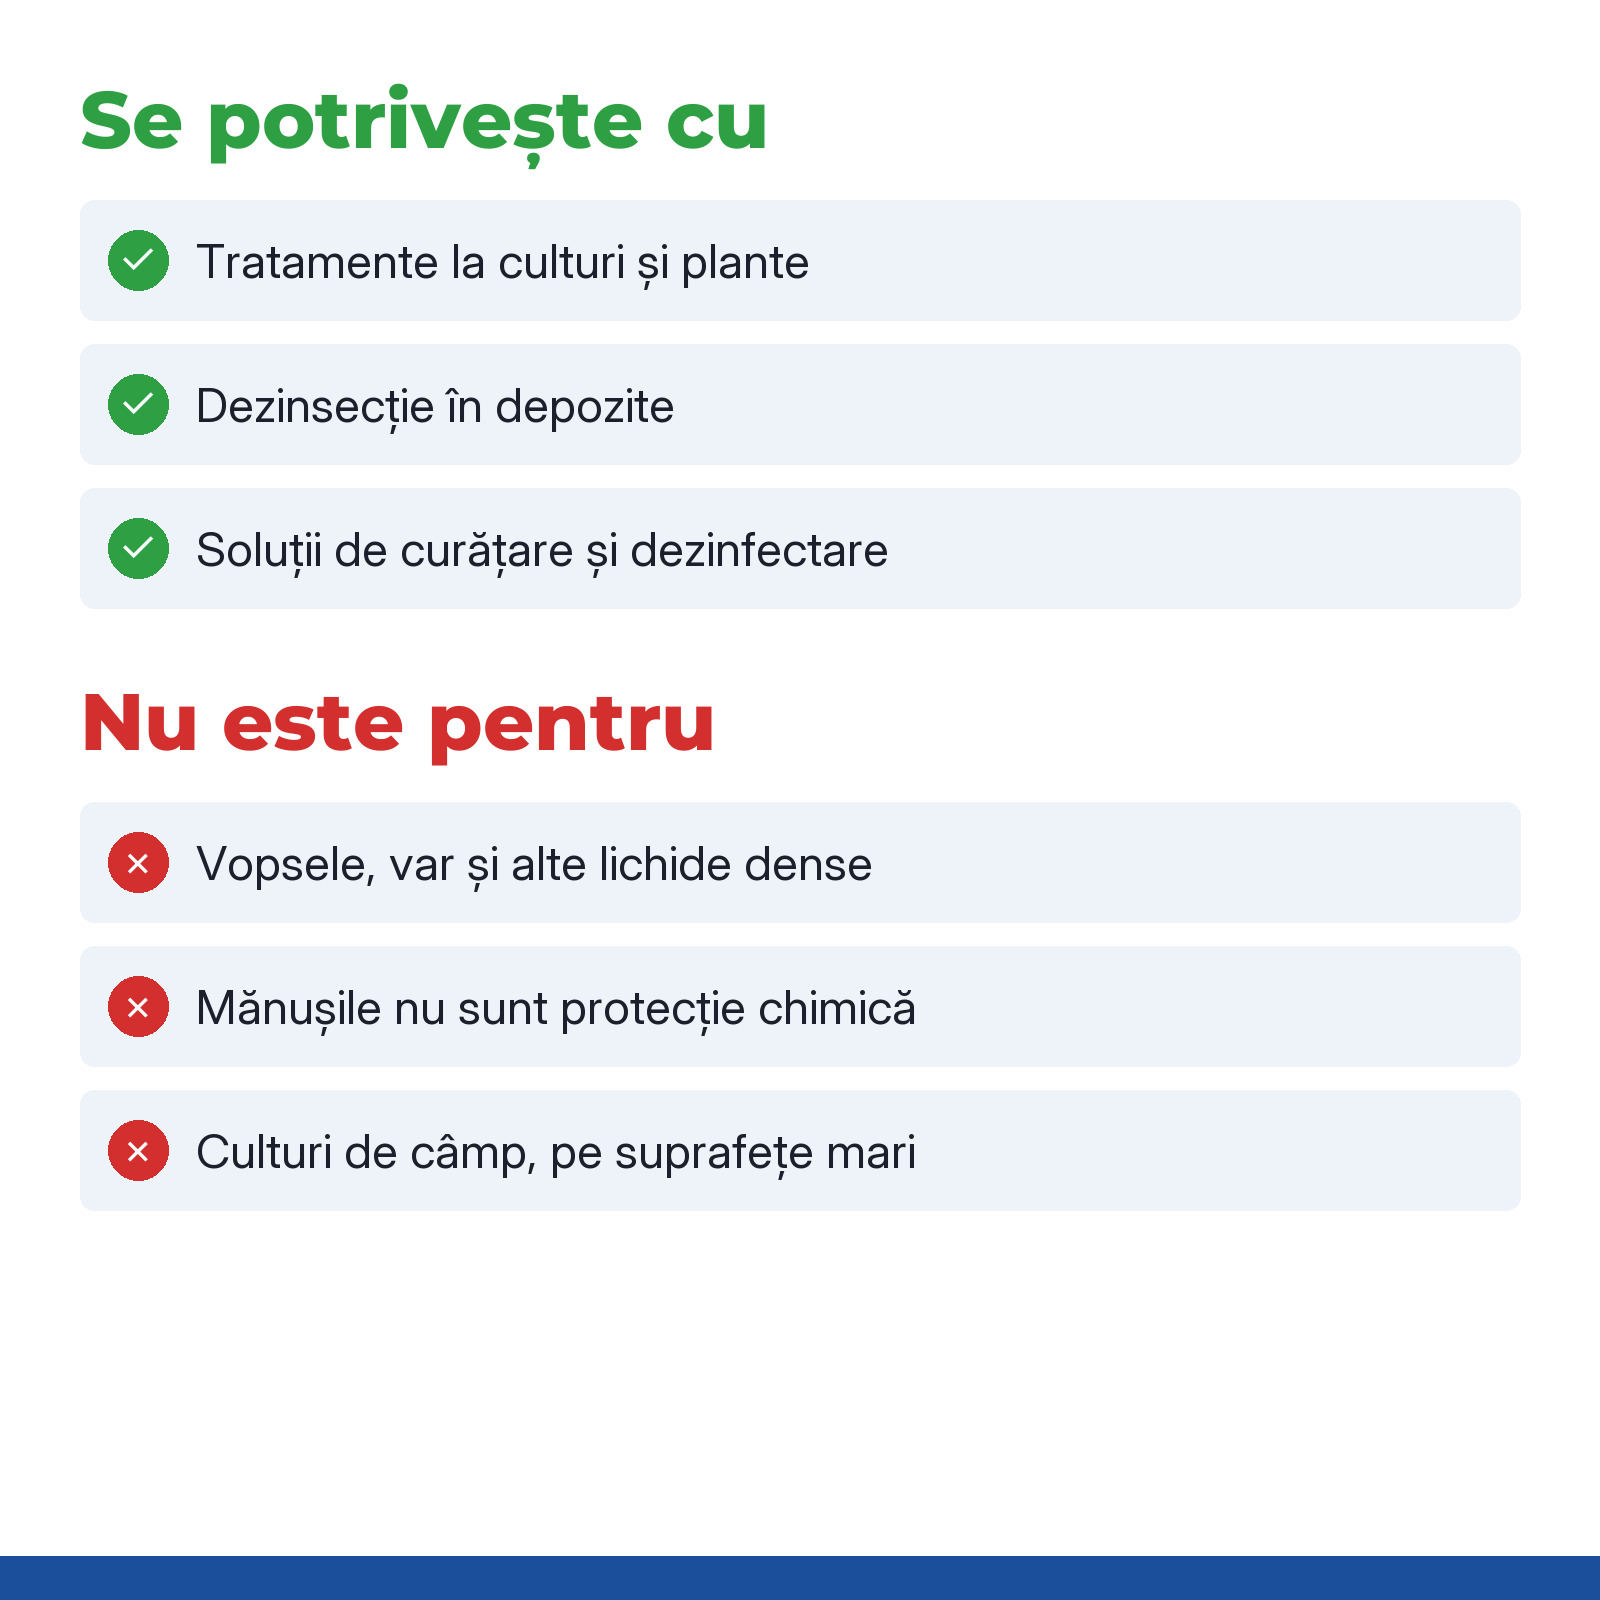 Se potrivește cu
Tratamente la culturi și plante
Dezinsecție în depozite
Soluții de curățare și dezinfectare
Nu este pentru
Vopsele, var și alte lichide dense
Mănușile nu sunt protecție chimică
Culturi de câmp, pe suprafețe mari